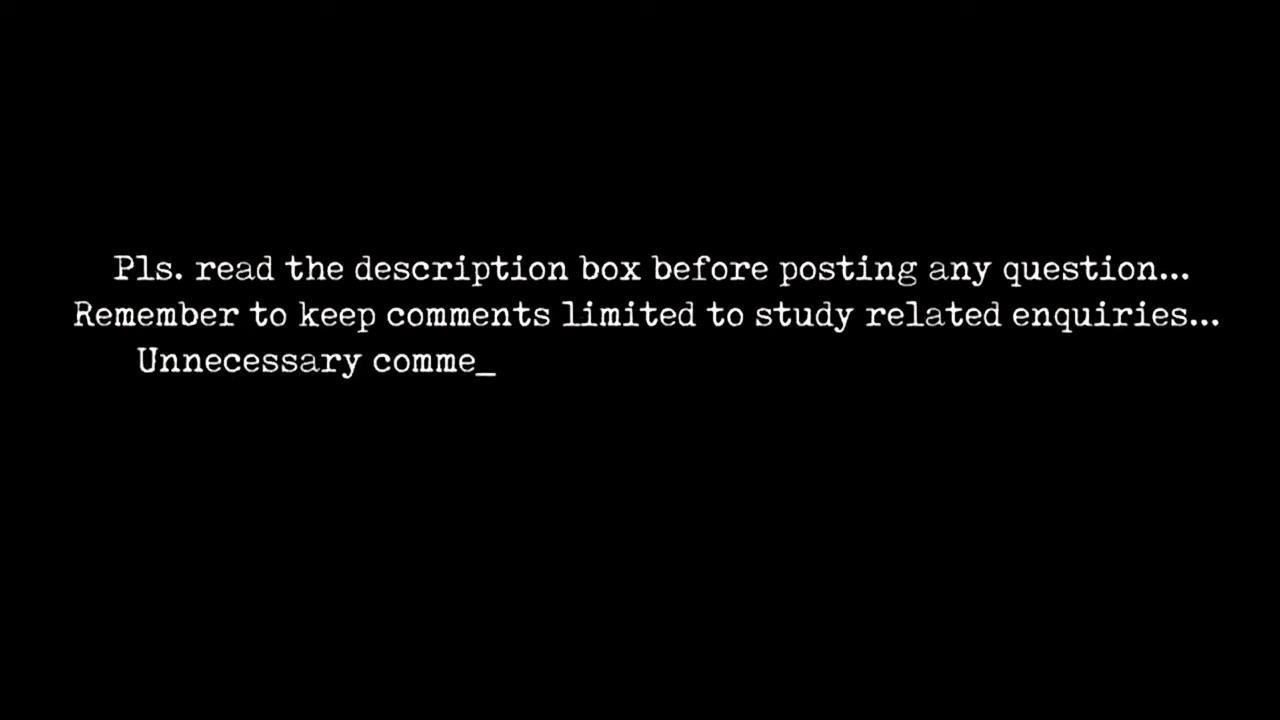 Pls. read the description box before posting any question...
Remember to keep comments limited to study related enquiries...
Unnecessary comme_